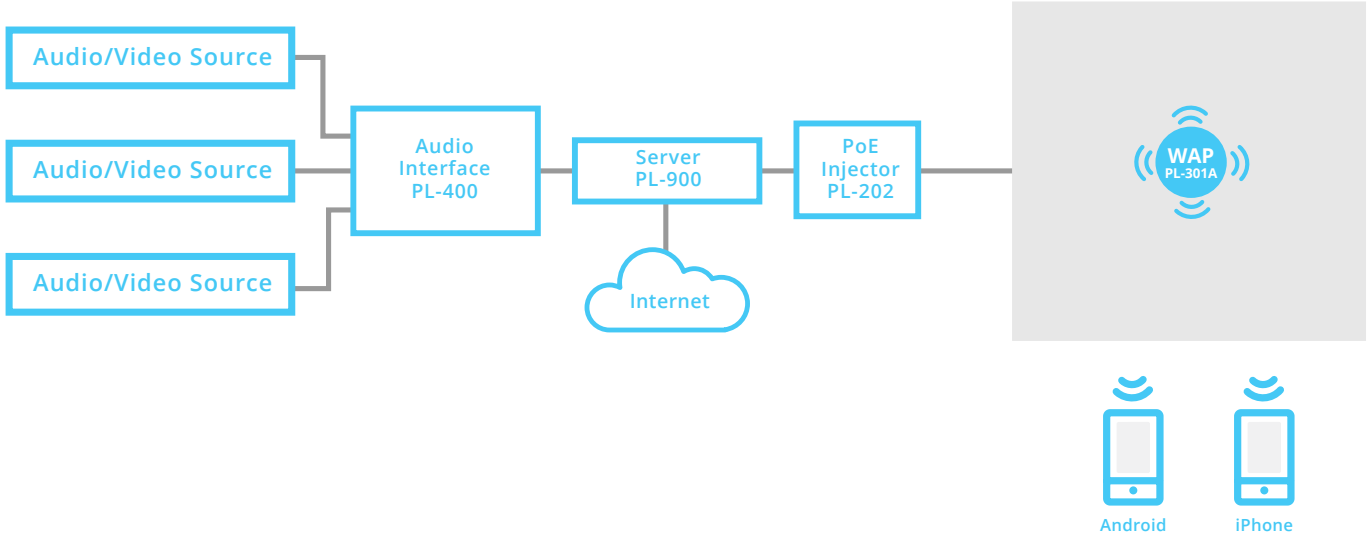 Audio/Video Source
Audio/Video Source
Audio/Video Source
Audio
Interface
PL-400
Server
PL-900
Internet
PoE
Injector
PL-202
WAP
PL-301A
Android
iPhone